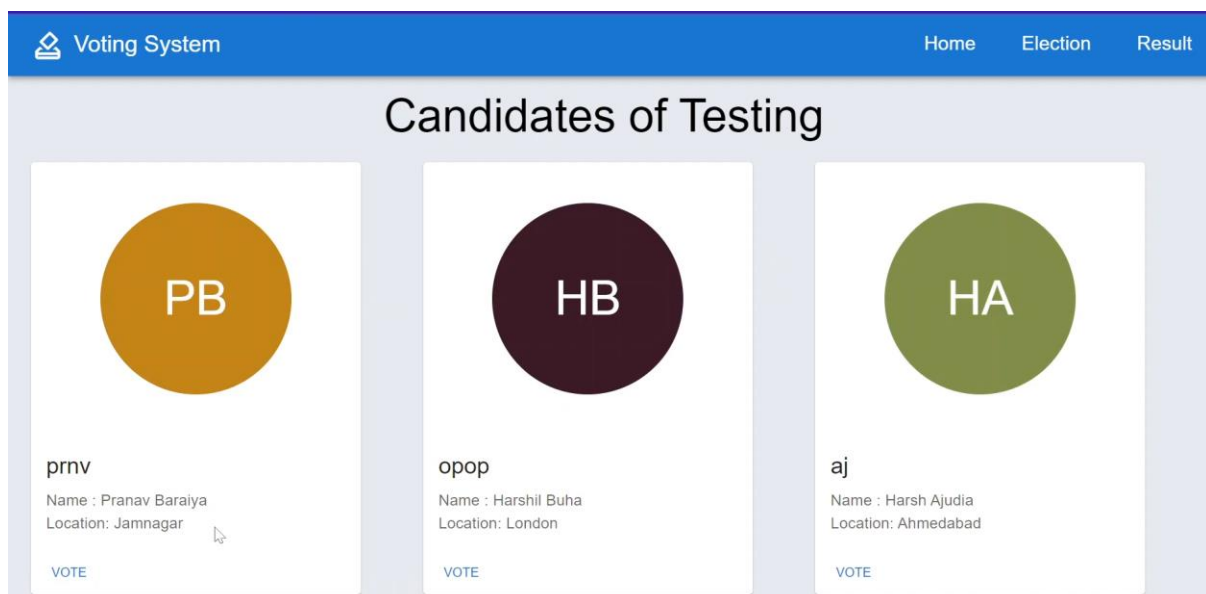 Voting System
Home Election Result
Candidates of Testing
PB
prnv
Name : Pranav Baraiya
Location: Jamnagar
VOTE
HB
opop
Name : Harshil Buha
Location: London
VOTE
HA
aj
Name : Harsh Ajudia
Location: Ahmedabad
VOTE